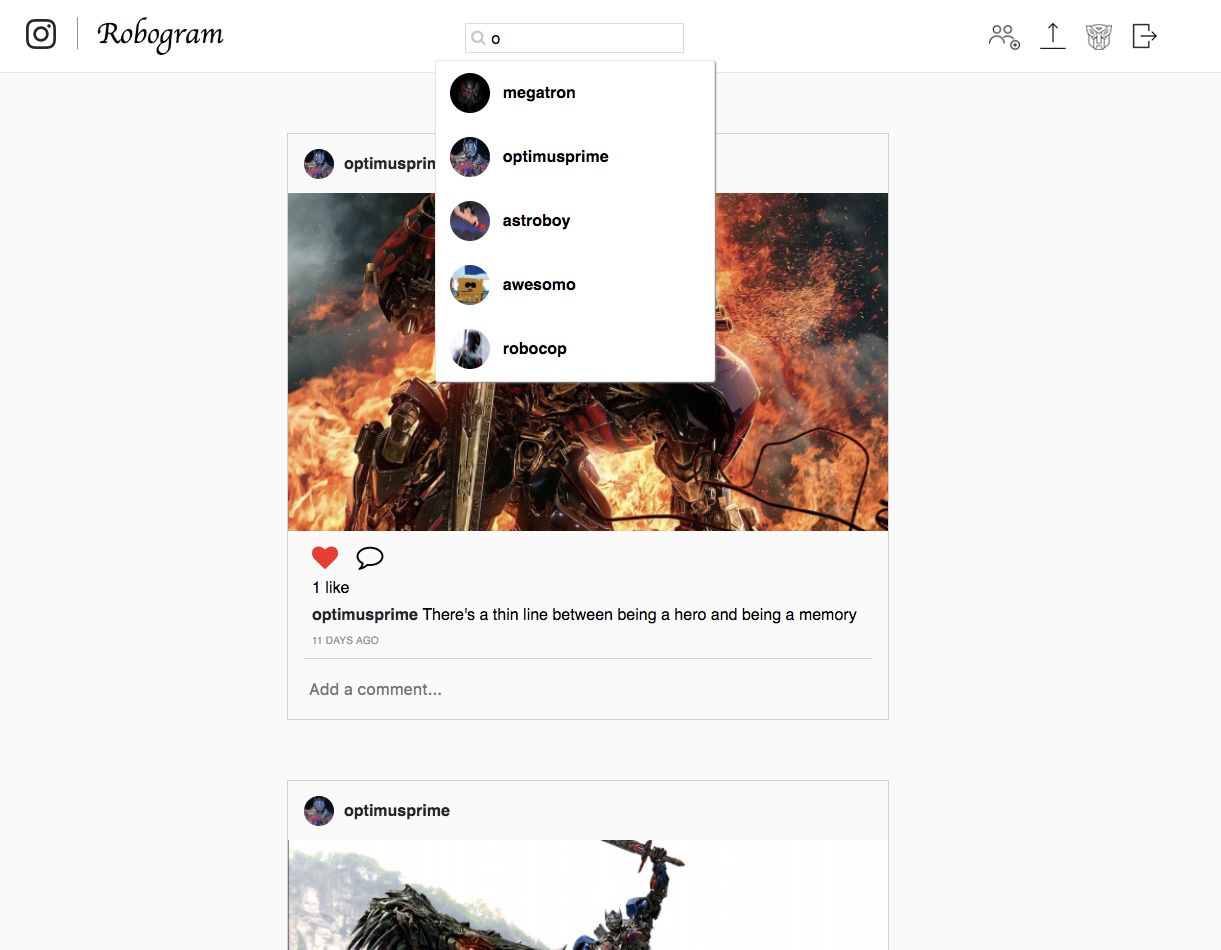 Robogram
o
megatron
optimusprime
astroboy
awesomo
robocop
optimusprim
1 like
optimusprime There's a thin line between being a hero and being a memory
11 DAYS AGO
Add a comment...
optimusprime